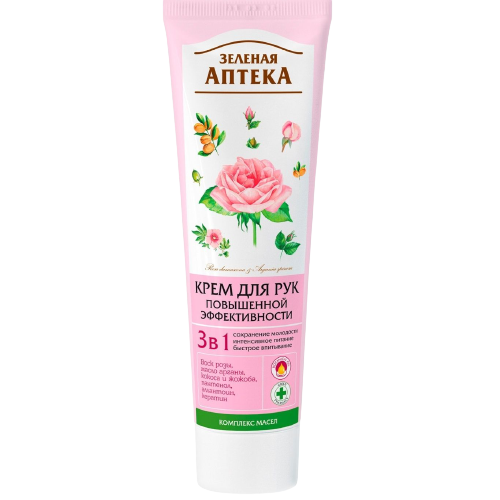 ЗЕЛЕНАЯ
АПТЕКА
КРЕМ ДЛЯ РУК
ПОВЫШЕННОЙ
ЭФФЕКТИВНОСТИ
3 в 1
сохранение молодости
интенсивное питание
быстрое впитывание
Воск розы,
масло арганы,
кокоса и жожоба,
пантенол,
аллантоин,
кератин
КОМПЛЕКС МАСЕЛ